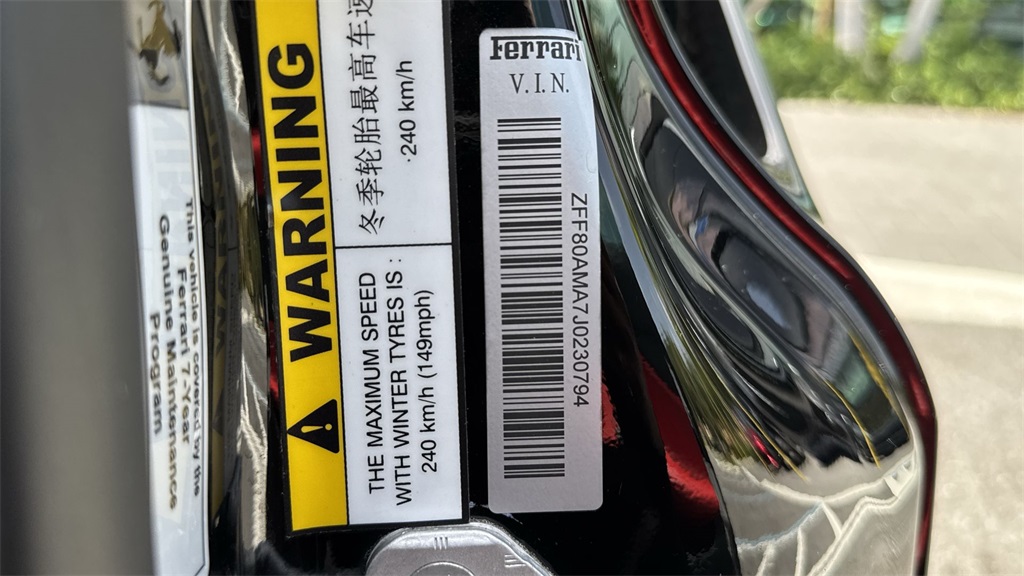 This vehicle is covered by the
Ferrari 7-Year
Genuine Maintenance
Program
WARNING
冬季轮胎最高车速
240 km/h
THE MAXIMUM SPEED
WITH WINTER TYRES IS :
240 km/h (149mph)
Ferrari
V.I.N.
ZFF80AMA7J0230794